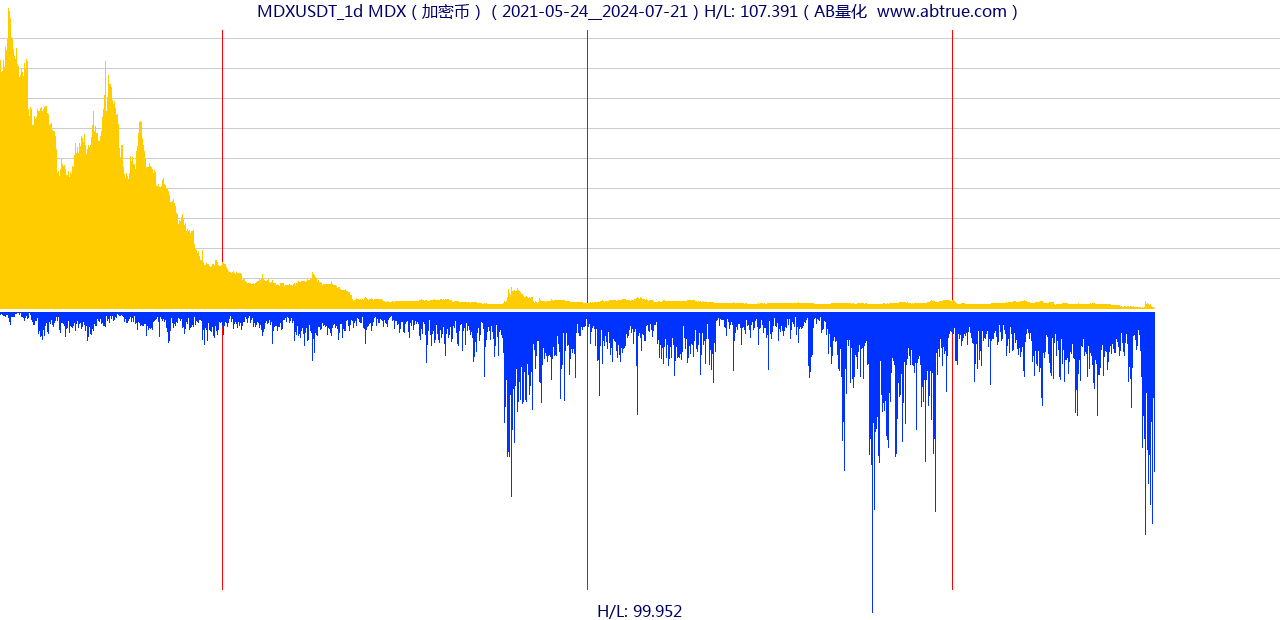 MDXUSDT_1d MDX（加密币）（2021-05-24__2024-07-21）H/L: 107.391（AB量化  www.abtrue.com）
H/L: 99.952